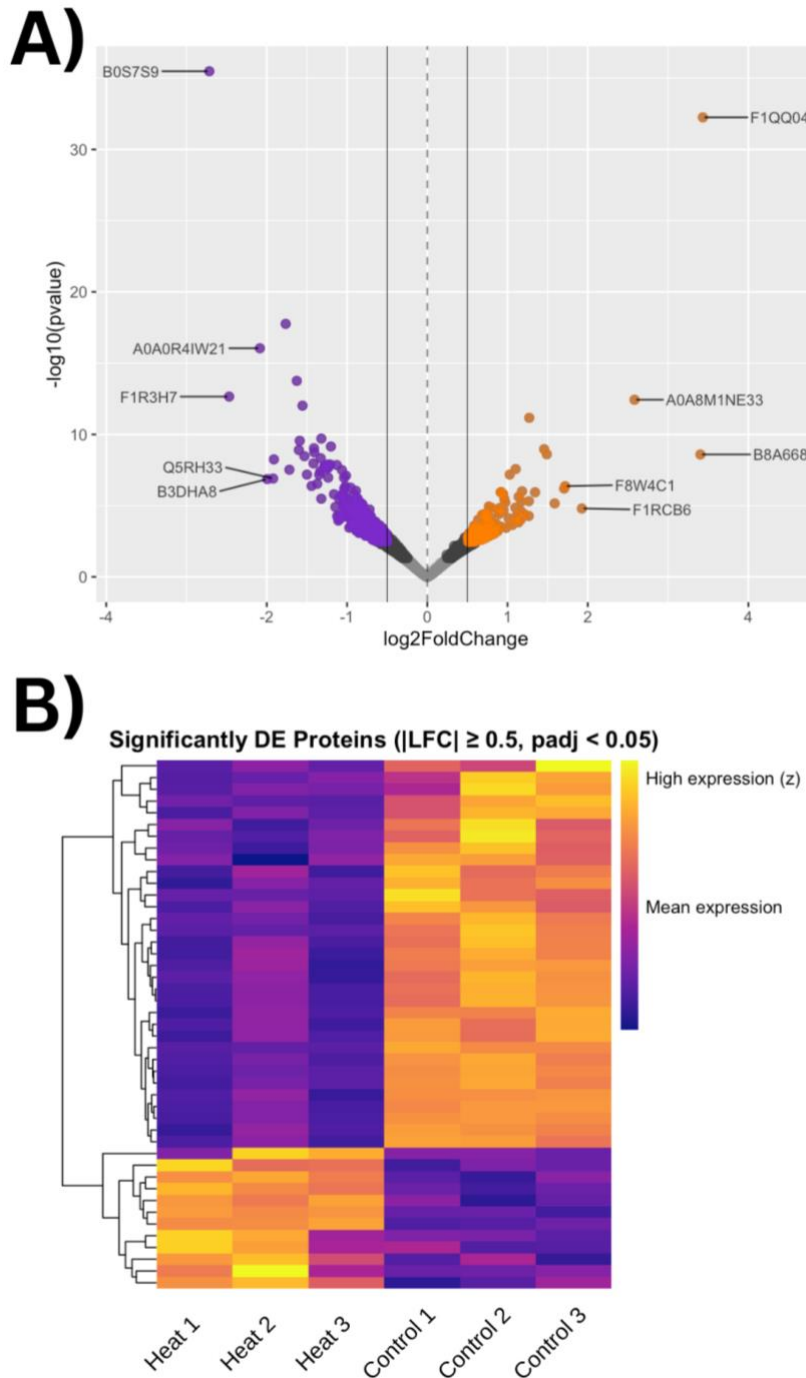 A)
B0S7S9
F1QQ04
30
20
A0A0R4IW21
F1R3H7
A0A8M1NE33
10
B8A668
Q5RH33
B3DHA8
F8W4C1
F1RCB6
0
-log10(pvalue)
-4
-2
-1
0
1
2
4
log2FoldChange
B)
Significantly DE Proteins (|LFC| ≥ 0.5, padj < 0.05)
High expression (z)
Mean expression
Heat 1
Heat 2
Heat 3
Control 1
Control 2
Control 3